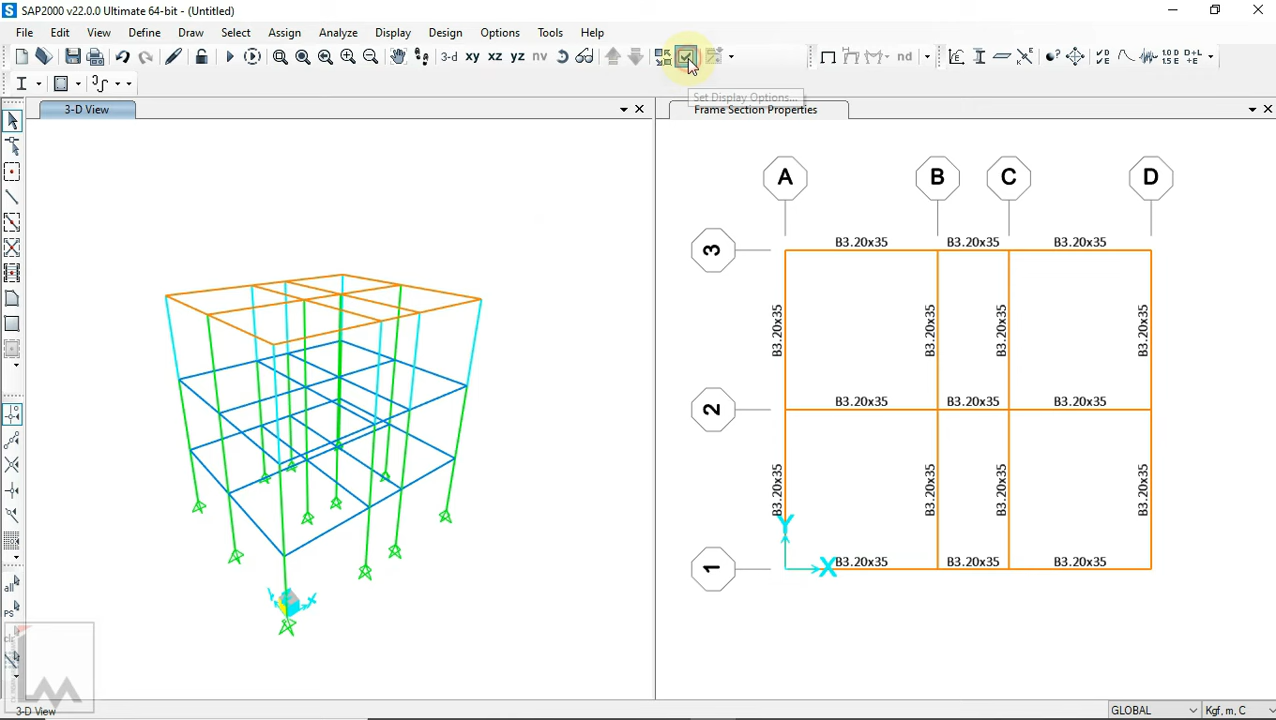 SAP2000 v22.0.0 Ultimate 64-bit - (Untitled)
File Edit View Define Draw Select Assign Analyze Display Design Options Tools Help
3-d xy xz yz nv nd
Set Display Options...
3-D View
Frame Section Properties
A B C D
3 B3.20x35 B3.20x35 B3.20x35
B3.20x35 B3.20x35 B3.20x35 B3.20x35
2 B3.20x35 B3.20x35 B3.20x35
B3.20x35 B3.20x35 B3.20x35 B3.20x35
Y
1 X B3.20x35 B3.20x35 B3.20x35
all
PS
3-D View
GLOBAL
Kgf, m, C